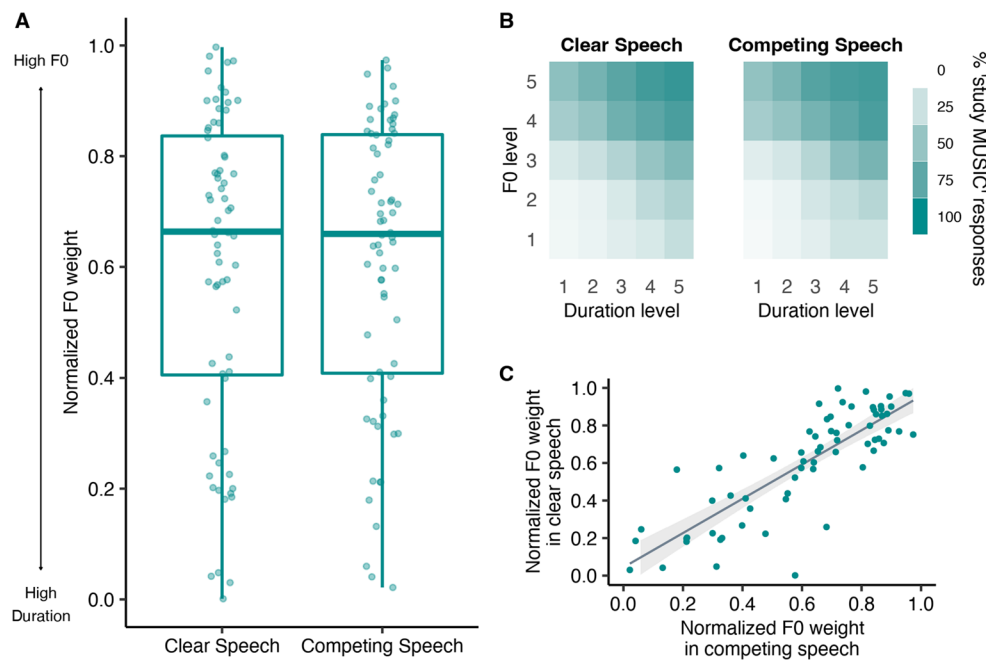 A
High F0
High
Duration
Normalized F0 weight
1.0
0.8
0.6
0.4
0.2
0.0
Clear Speech
Competing Speech
B
Clear Speech
Competing Speech
F0 level
5
4
3
2
1
1 2 3 4 5
Duration level
1 2 3 4 5
Duration level
0
25
50
75
100
% 'study MUSIC' responses
C
Normalized F0 weight
in clear speech
1.0
0.8
0.6
0.4
0.2
0.0
0.0 0.2 0.4 0.6 0.8 1.0
Normalized F0 weight
in competing speech